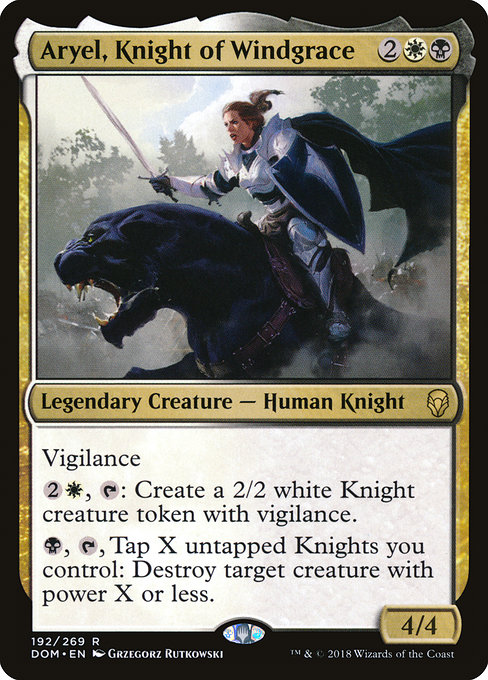 Aryel, Knight of Windgrace 2
Legendary Creature — Human Knight
Vigilance
2, : Create a 2/2 white Knight
creature token with vigilance.
, , Tap X untapped Knights you
control: Destroy target creature with
power X or less.
4/4
192/269 R
DOM • EN Grzegorz Rutkowski
™ & © 2018 Wizards of the Coast